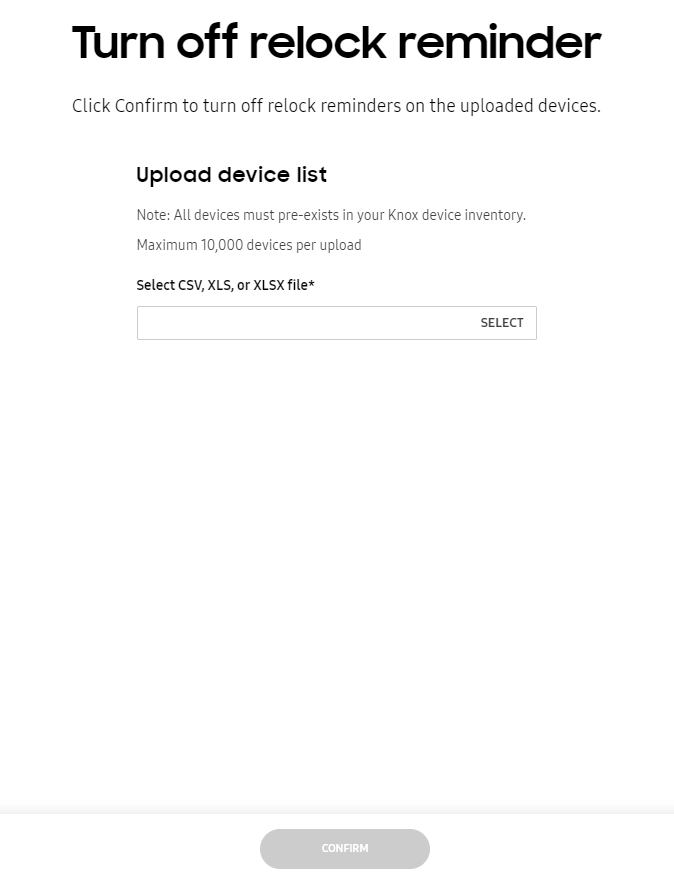 Turn off relock reminder
Click Confirm to turn off relock reminders on the uploaded devices.
Upload device list
Note: All devices must pre-exists in your Knox device inventory.
Maximum 10,000 devices per upload
Select CSV, XLS, or XLSX file*
SELECT
CONFIRM